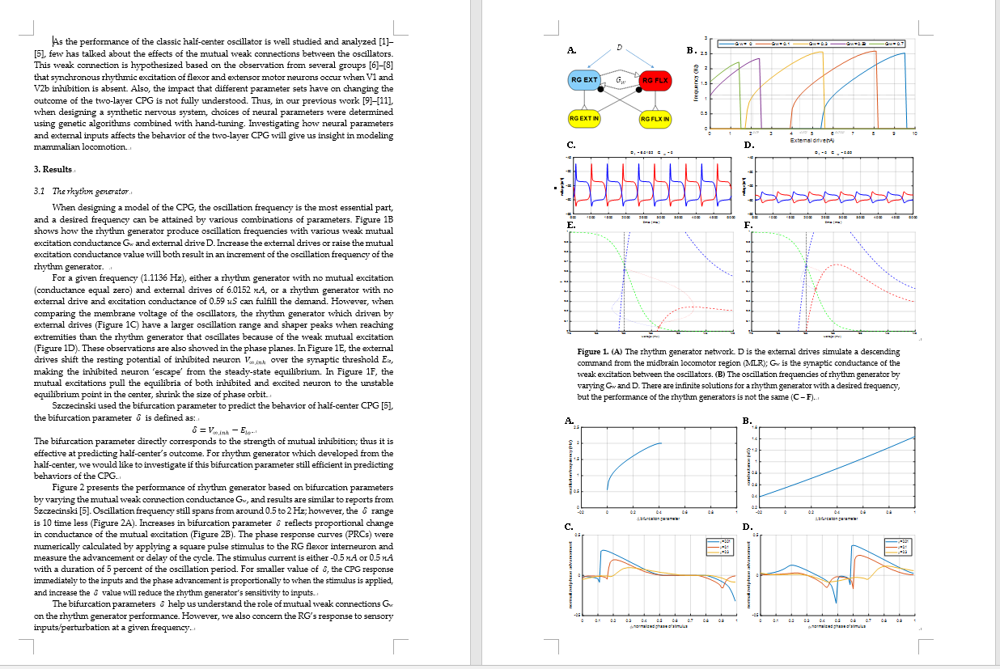 As the performance of the classic half-center oscillator is well studied and analyzed [1]–
[5], few has talked about the effects of the mutual weak connections between the oscillators.
This weak connection is hypothesized based on the observation from several groups [6]–[8]
that synchronous rhythmic excitation of flexor and extensor motor neurons occur when V1 and
V2b inhibition is absent. Also, the impact that different parameter sets have on changing the
outcome of the two-layer CPG is not fully understood. Thus, in our previous work [9]–[11],
when designing a synthetic nervous system, choices of neural parameters were determined
using genetic algorithms combined with hand-tuning. Investigating how neural parameters
and external inputs affects the behavior of the two-layer CPG will give us insight in modeling
mammalian locomotion.
3. Results
3.1 The rhythm generator
When designing a model of the CPG, the oscillation frequency is the most essential part,
and a desired frequency can be attained by various combinations of parameters. Figure 1B
shows how the rhythm generator produce oscillation frequencies with various weak mutual
excitation conductance Gw and external drive D. Increase the external drives or raise the mutual
excitation conductance value will both result in an increment of the oscillation frequency of the
rhythm generator.
For a given frequency (1.1136 Hz), either a rhythm generator with no mutual excitation
(conductance equal zero) and external drives of 6.0152 nA, or a rhythm generator with no
external drive and excitation conductance of 0.59 uS can fulfill the demand. However, when
comparing the membrane voltage of the oscillators, the rhythm generator which driven by
external drives (Figure 1C) have a larger oscillation range and shaper peaks when reaching
extremities than the rhythm generator that oscillates because of the weak mutual excitation
(Figure 1D). These observations are also showed in the phase planes. In Figure 1E, the external
drives shift the resting potential of inhibited neuron V∞,inh over the synaptic threshold Elo,
making the inhibited neuron ‘escape’ from the steady-state equilibrium. In Figure 1F, the
mutual excitations pull the equilibria of both inhibited and excited neuron to the unstable
equilibrium point in the center, shrink the size of phase orbit.
Szczecinski used the bifurcation parameter to predict the behavior of half-center CPG [5],
the bifurcation parameter δ is defined as:
δ = V∞,inh − Elo
The bifurcation parameter directly corresponds to the strength of mutual inhibition; thus it is
effective at predicting half-center's outcome. For rhythm generator which developed from the
half-center, we would like to investigate if this bifurcation parameter still efficient in predicting
behaviors of the CPG.
Figure 2 presents the performance of rhythm generator based on bifurcation parameters
by varying the mutual weak connection conductance Gw, and results are similar to reports from
Szczecinski [5]. Oscillation frequency still spans from around 0.5 to 2 Hz; however, the δ range
is 10 time less (Figure 2A). Increases in bifurcation parameter δ reflects proportional change
in conductance of the mutual excitation (Figure 2B). The phase response curves (PRCs) were
numerically calculated by applying a square pulse stimulus to the RG flexor interneuron and
measure the advancement or delay of the cycle. The stimulus current is either -0.5 nA or 0.5 nA
with a duration of 5 percent of the oscillation period. For smaller value of δ, the CPG response
immediately to the inputs and the phase advancement is proportionally to when the stimulus is applied,
and increase the δ value will reduce the rhythm generator's sensitivity to inputs.
The bifurcation parameters δ help us understand the role of mutual weak connections Gw
on the rhythm generator performance. However, we also concern the RG's response to sensory
inputs/perturbation at a given frequency.
A.
D
RG EXT
Gw
RG FLX
RG EXT IN
RG FLX IN
B.
frequency (Hz)
External drive(nA)
C.
D.
E.
F.
Figure 1. (A) The rhythm generator network. D is the external drives simulate a descending
command from the midbrain locomotor region (MLR); Gw is the synaptic conductance of the
weak excitation between the oscillators. (B) The oscillation frequencies of rhythm generator by
varying Gw and D. There are infinite solutions for a rhythm generator with a desired frequency,
but the performance of the rhythm generators is not the same (C – F).
A.
oscillation frequency (Hz)
bifurcation parameter
B.
conductance (uS)
bifurcation parameter
C.
normalized phase advancement
normalized phase of stimulus
D.
normalized phase advancement
normalized phase of stimulus